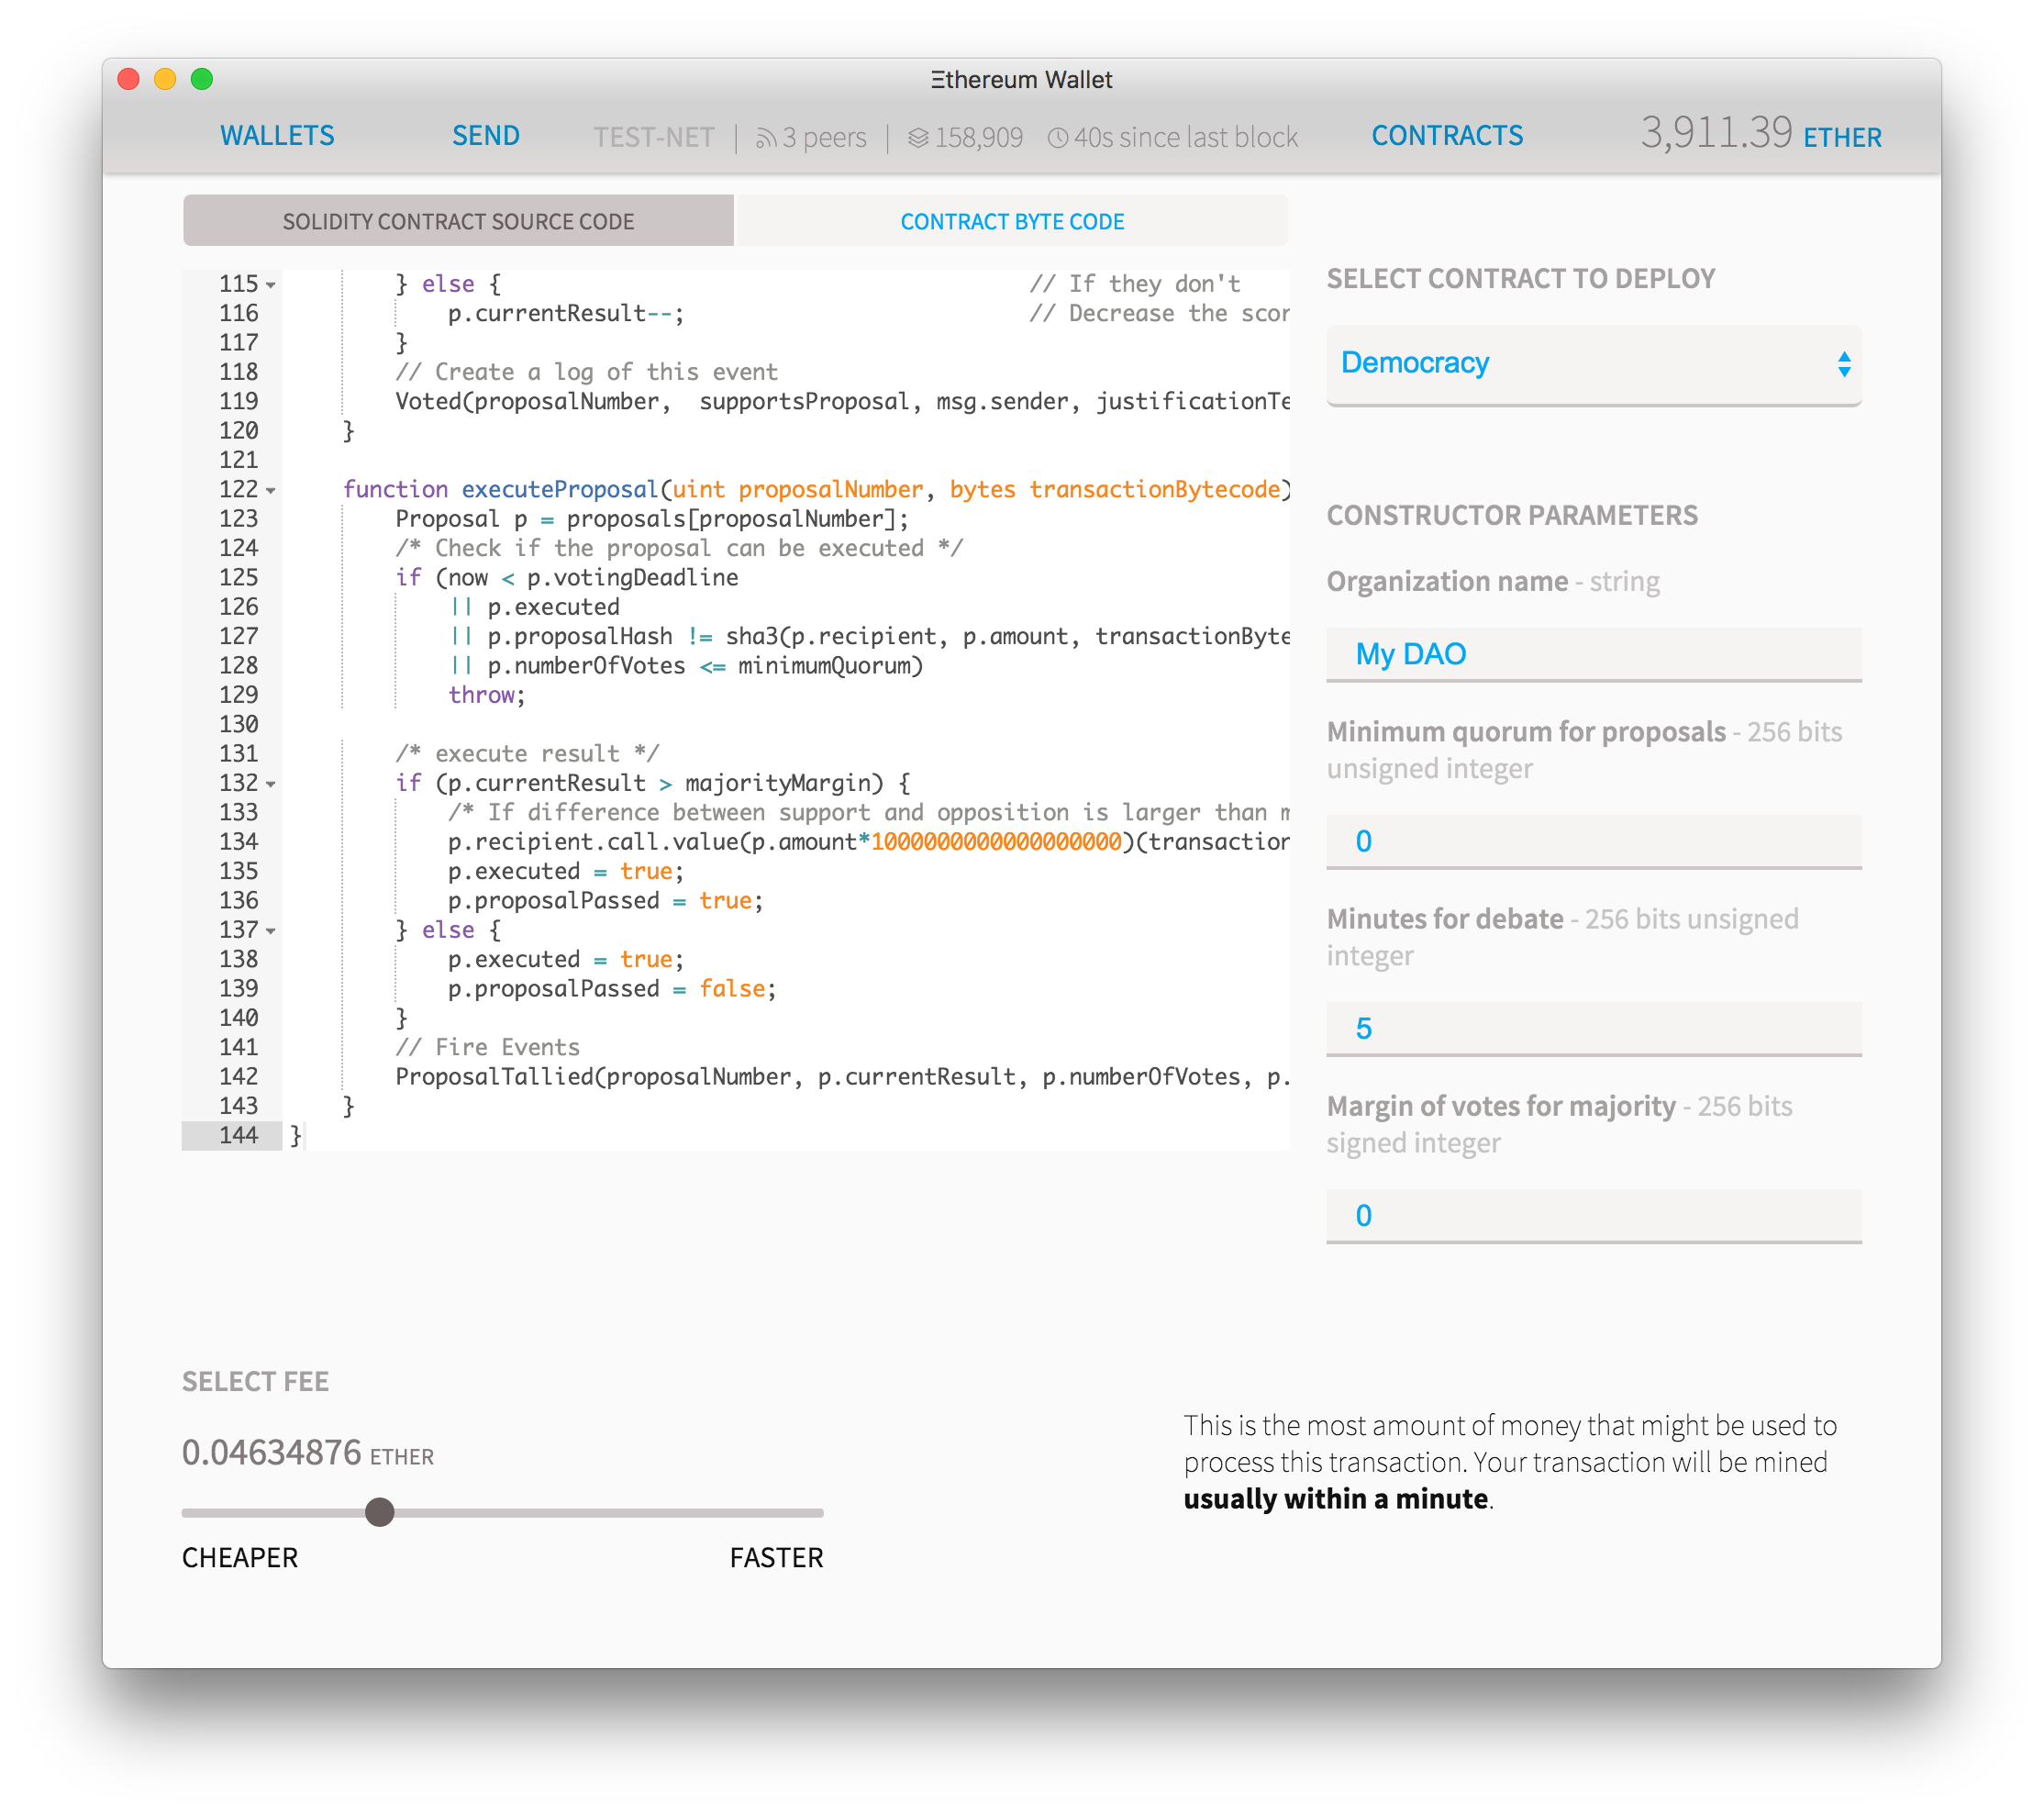 Ξthereum Wallet
WALLETS SEND TEST-NET | 3 peers | 158,909 40s since last block CONTRACTS 3,911.39 ETHER
SOLIDITY CONTRACT SOURCE CODE CONTRACT BYTE CODE
115 } else { // If they don't
116 p.currentResult--; // Decrease the scor
117 }
118 // Create a log of this event
119 Voted(proposalNumber,  supportsProposal, msg.sender, justificationTe
120 }
121
122 function executeProposal(uint proposalNumber, bytes transactionBytecode)
123 Proposal p = proposals[proposalNumber];
124 /* Check if the proposal can be executed */
125 if (now < p.votingDeadline
126 || p.executed
127 || p.proposalHash != sha3(p.recipient, p.amount, transactionByte
128 || p.numberOfVotes <= minimumQuorum)
129 throw;
130
131 /* execute result */
132 if (p.currentResult > majorityMargin) {
133 /* If difference between support and opposition is larger than m
134 p.recipient.call.value(p.amount*1000000000000000000)(transaction
135 p.executed = true;
136 p.proposalPassed = true;
137 } else {
138 p.executed = true;
139 p.proposalPassed = false;
140 }
141 // Fire Events
142 ProposalTallied(proposalNumber, p.currentResult, p.numberOfVotes, p.
143 }
144 }
SELECT CONTRACT TO DEPLOY
Democracy
CONSTRUCTOR PARAMETERS
Organization name - string
My DAO
Minimum quorum for proposals - 256 bits
unsigned integer
0
Minutes for debate - 256 bits unsigned
integer
5
Margin of votes for majority - 256 bits
signed integer
0
SELECT FEE
0.04634876 ETHER
CHEAPER FASTER
This is the most amount of money that might be used to
process this transaction. Your transaction will be mined
usually within a minute.